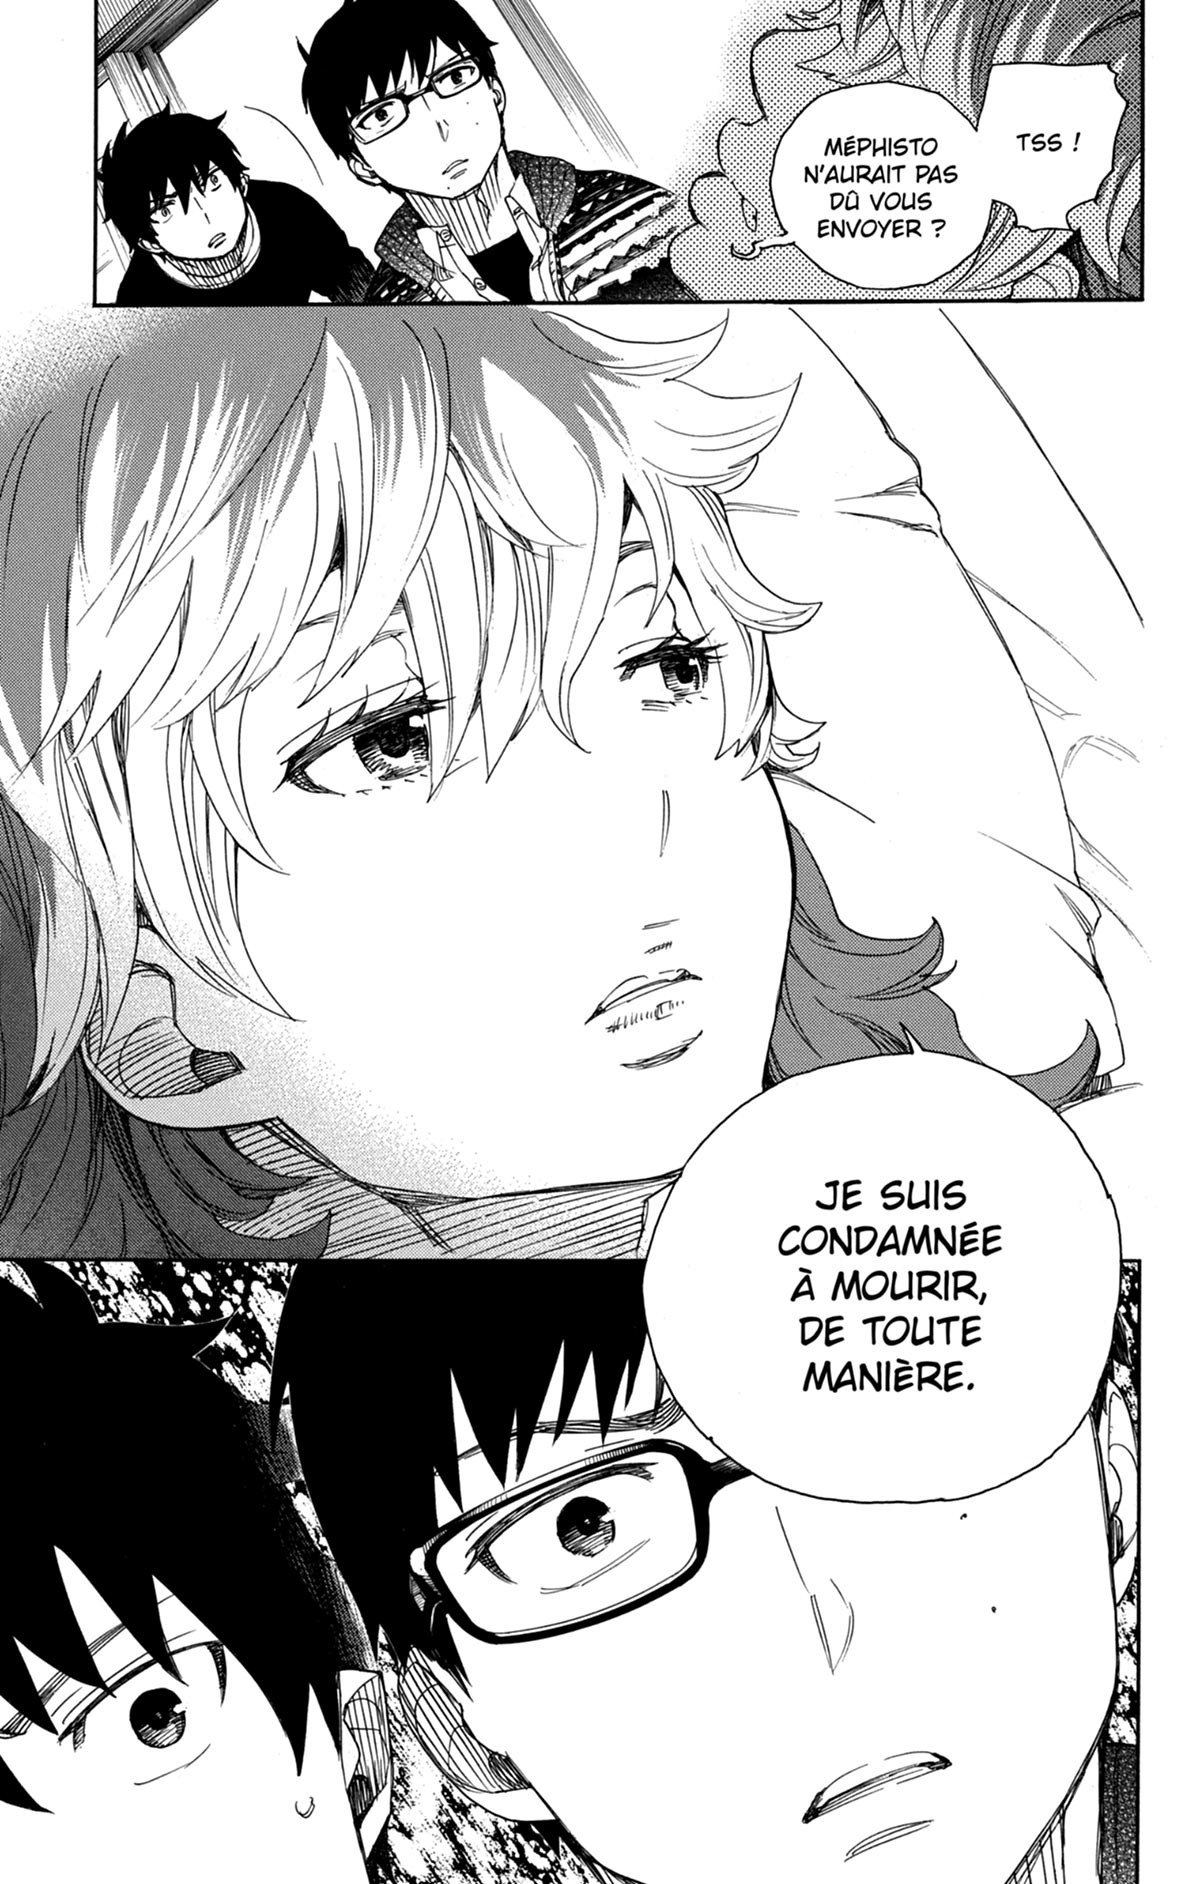 TSS !
MÉPHISTO
N'AURAIT PAS
DÛ VOUS
ENVOYER ?
JE SUIS
CONDAMNÉE
À MOURIR,
DE TOUTE
MANIÈRE.